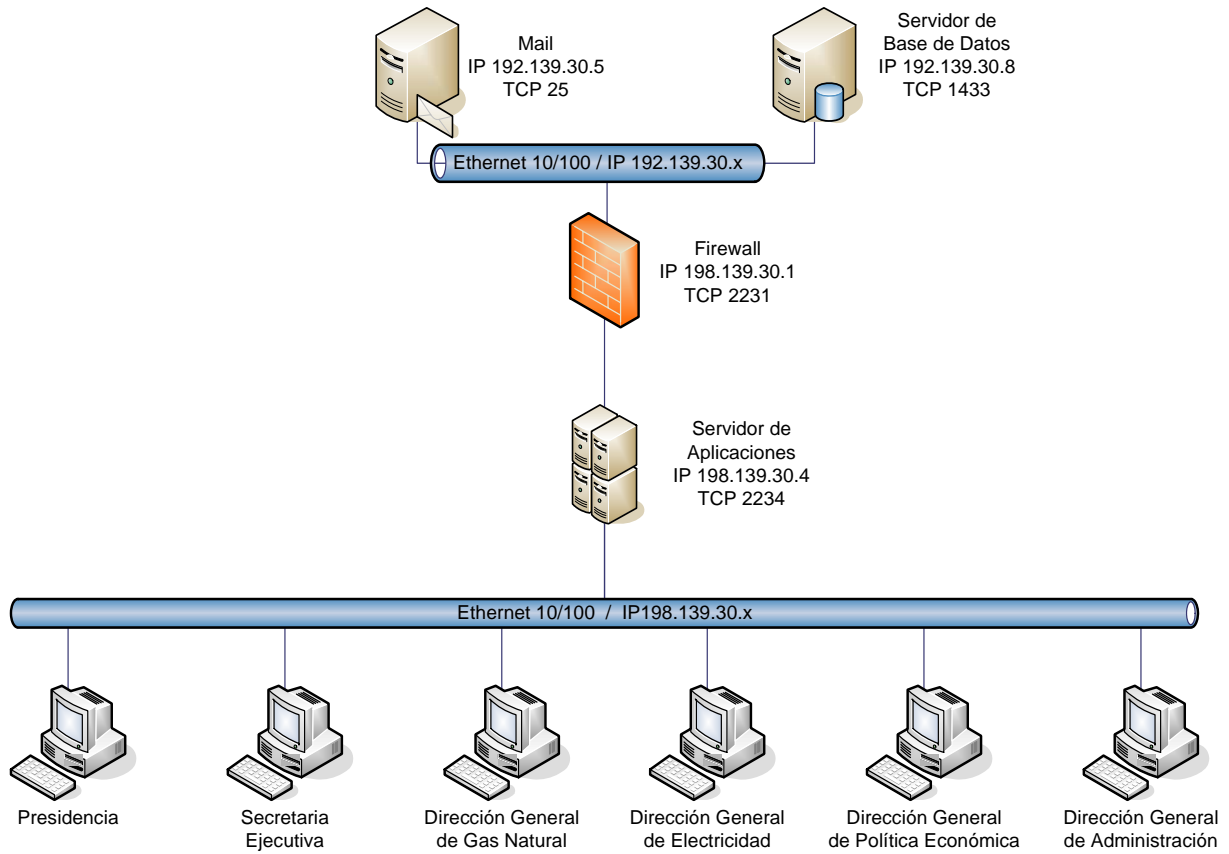 Mail
IP 192.139.30.5
TCP 25
Servidor de
Base de Datos
IP 192.139.30.8
TCP 1433
Ethernet 10/100 / IP 192.139.30.x
Firewall
IP 198.139.30.1
TCP 2231
Servidor de
Aplicaciones
IP 198.139.30.4
TCP 2234
Ethernet 10/100 / IP198.139.30.x
Presidencia
Secretaria
Ejecutiva
Dirección General
de Gas Natural
Dirección General
de Electricidad
Dirección General
de Política Económica
Dirección General
de Administración